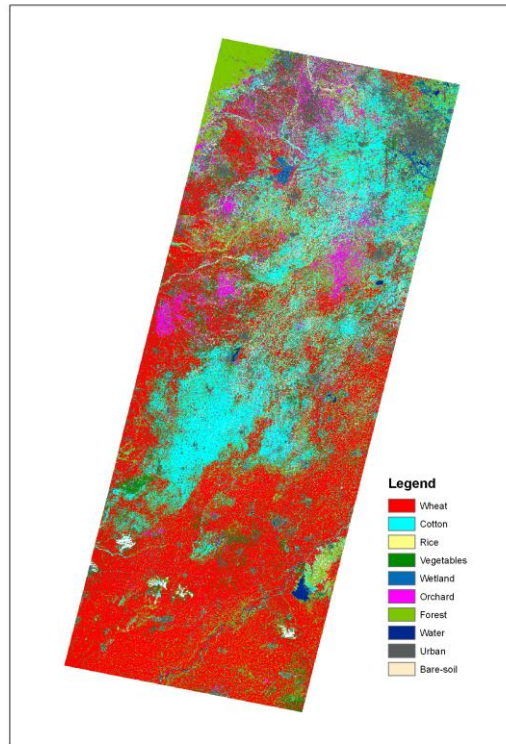 Legend
Wheat
Cotton
Rice
Vegetables
Wetland
Orchard
Forest
Water
Urban
Bare-soil